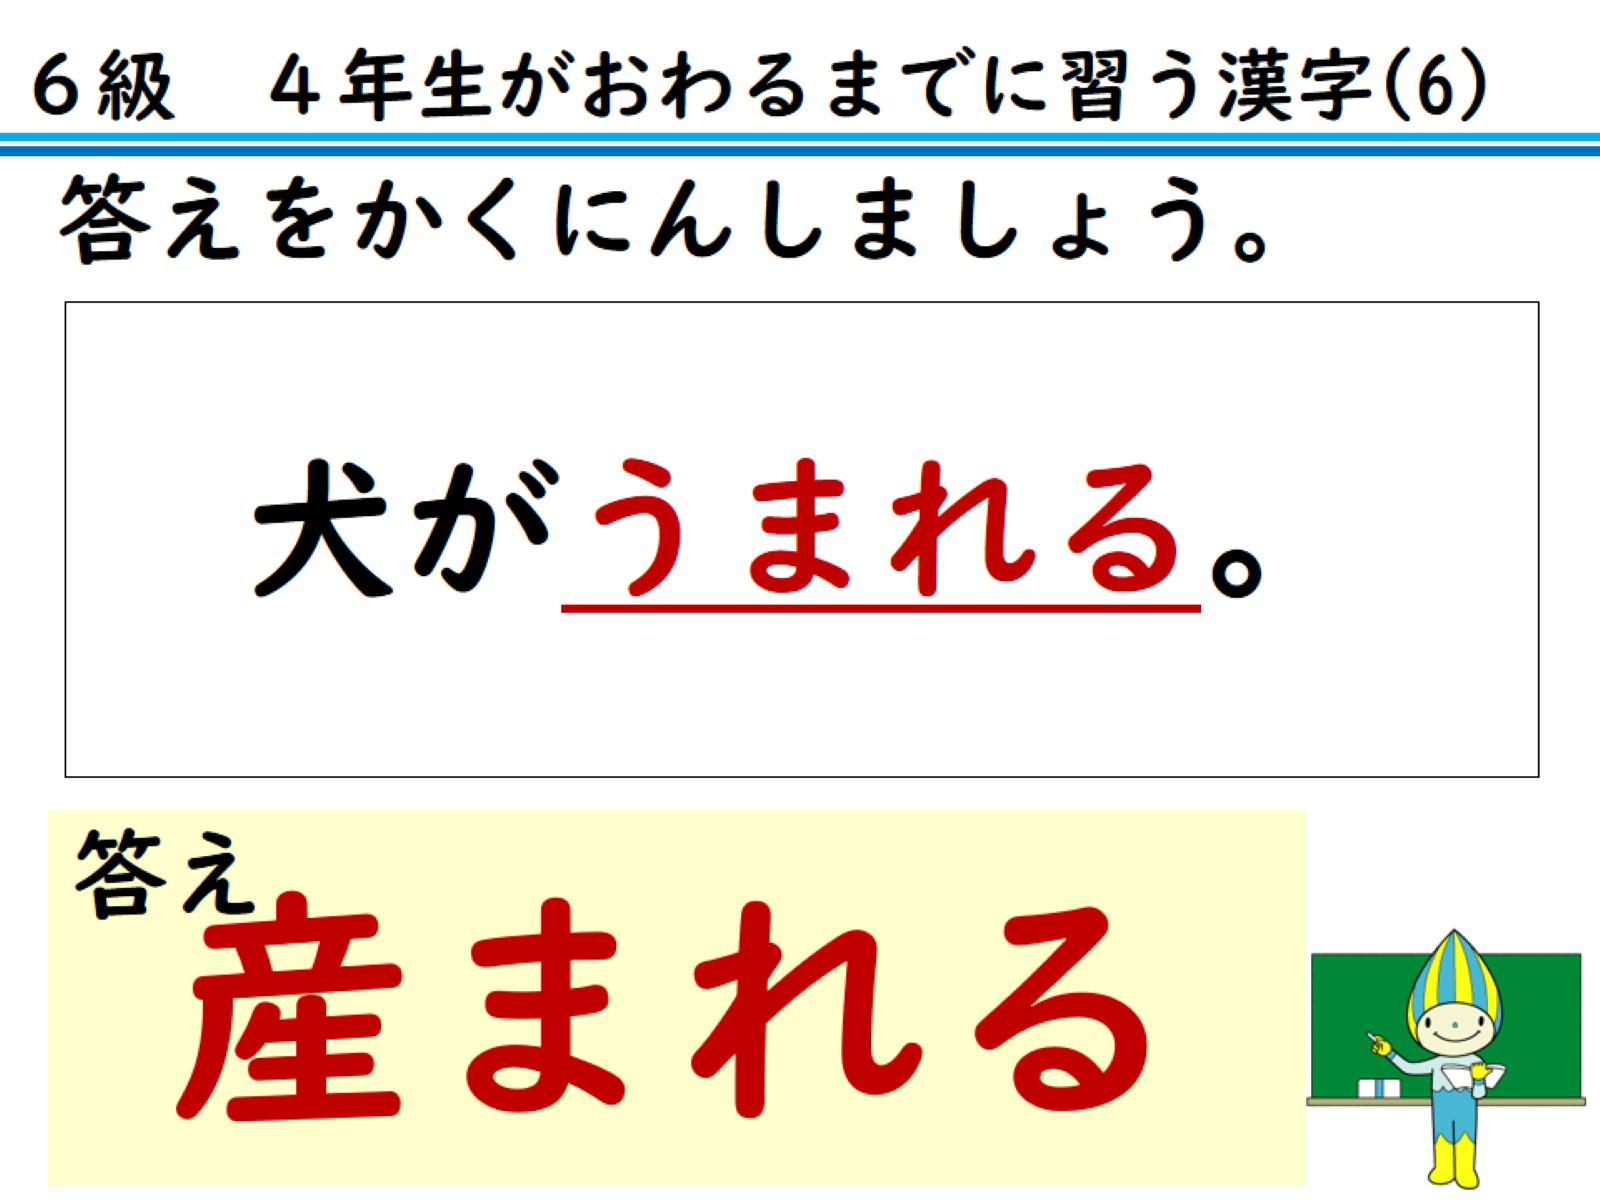 ６級　４年生がおわるまでに習う漢字(6)
答えをかくにんしましょう。
犬がうまれる。
答え
産まれる